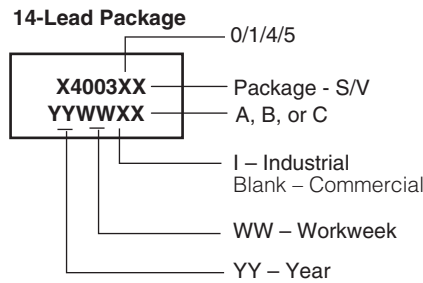 14-Lead Package
0/1/4/5
X4003XX
Package - S/V
YYWWXX
A, B, or C
I – Industrial
Blank – Commercial
WW – Workweek
YY – Year